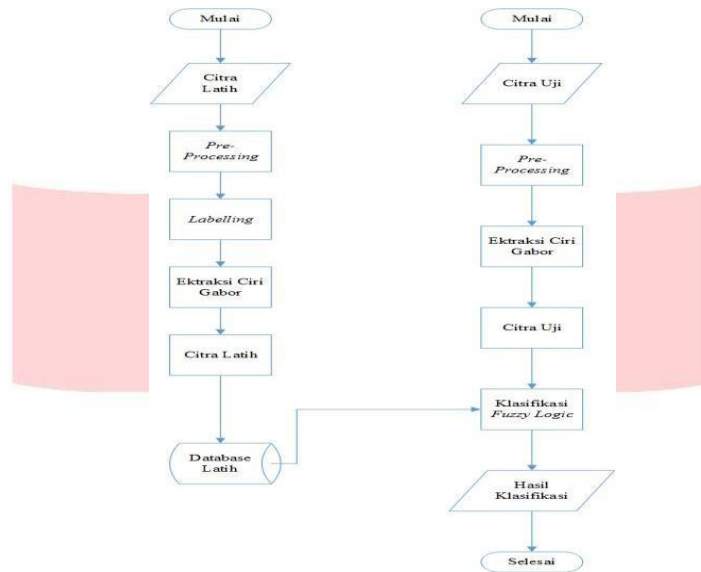 Mulai
Citra
Latih
Pre-
Processing
Labelling
Ektraksi Ciri
Gabor
Citra Latih
Database
Latih
Mulai
Citra Uji
Pre-
Processing
Ektraksi Ciri
Gabor
Citra Uji
Klasifikasi
Fuzzy Logic
Hasil
Klasifikasi
Selesai